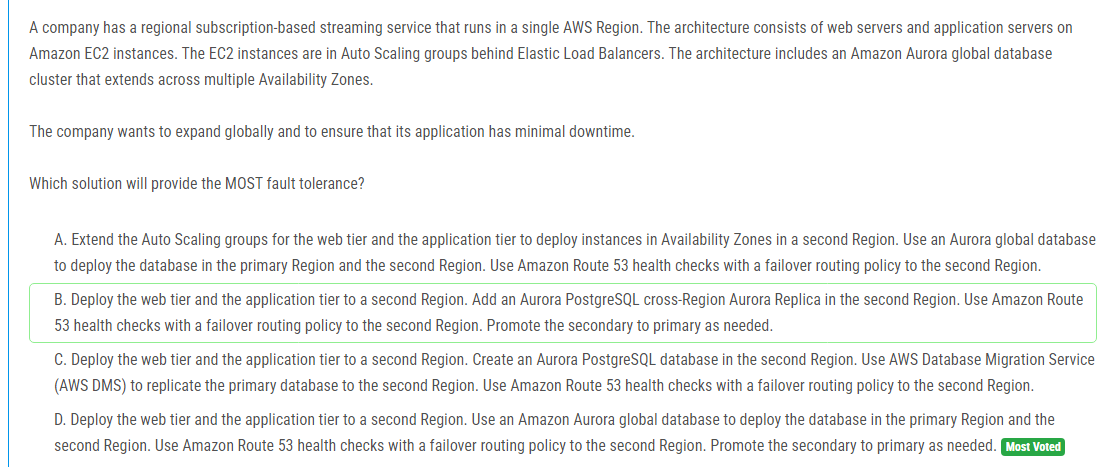 A company has a regional subscription-based streaming service that runs in a single AWS Region. The architecture consists of web servers and application servers on
Amazon EC2 instances. The EC2 instances are in Auto Scaling groups behind Elastic Load Balancers. The architecture includes an Amazon Aurora global database
cluster that extends across multiple Availability Zones.
The company wants to expand globally and to ensure that its application has minimal downtime.
Which solution will provide the MOST fault tolerance?
A. Extend the Auto Scaling groups for the web tier and the application tier to deploy instances in Availability Zones in a second Region. Use an Aurora global database
to deploy the database in the primary Region and the second Region. Use Amazon Route 53 health checks with a failover routing policy to the second Region.
B. Deploy the web tier and the application tier to a second Region. Add an Aurora PostgreSQL cross-Region Aurora Replica in the second Region. Use Amazon Route
53 health checks with a failover routing policy to the second Region. Promote the secondary to primary as needed.
C. Deploy the web tier and the application tier to a second Region. Create an Aurora PostgreSQL database in the second Region. Use AWS Database Migration Service
(AWS DMS) to replicate the primary database to the second Region. Use Amazon Route 53 health checks with a failover routing policy to the second Region.
D. Deploy the web tier and the application tier to a second Region. Use an Amazon Aurora global database to deploy the database in the primary Region and the
second Region. Use Amazon Route 53 health checks with a failover routing policy to the second Region. Promote the secondary to primary as needed. Most Voted